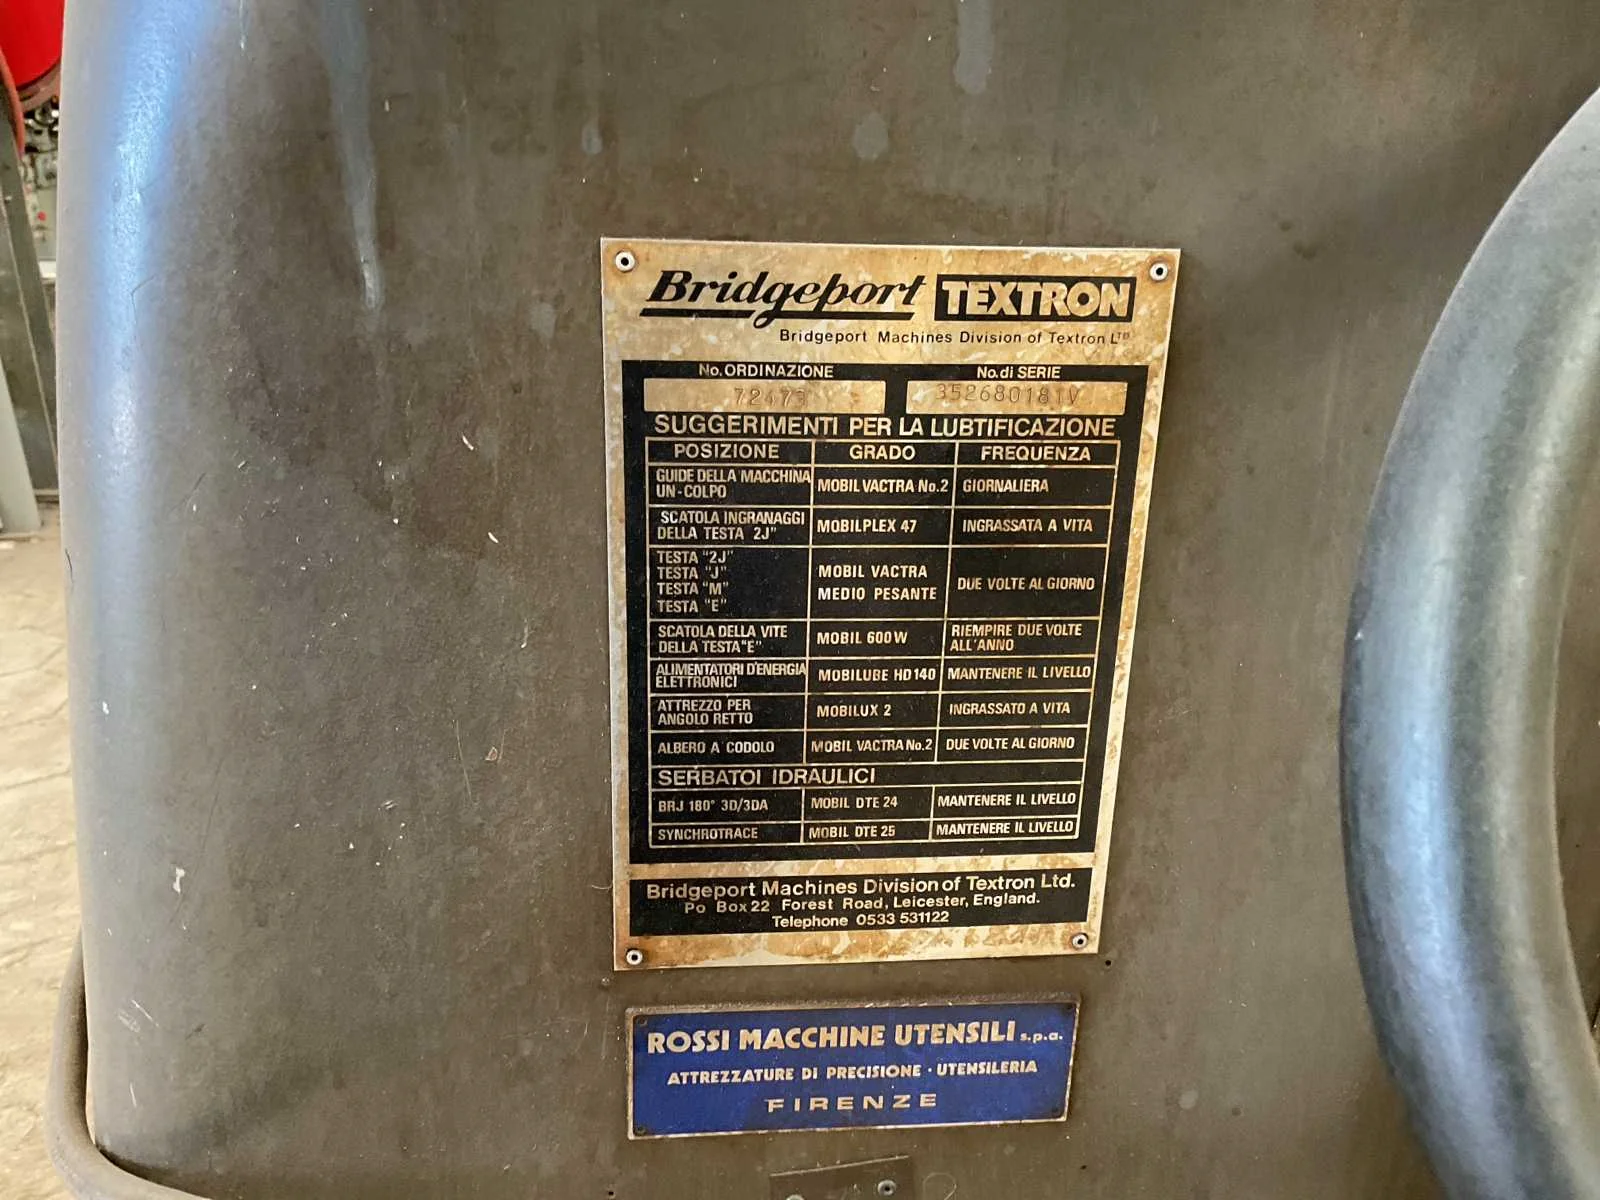 Bridgeport TEXTRON
Bridgeport Machines Division of Textron LTD
No. ORDINAZIONE No. di SERIE
72473 352680181V
SUGGERIMENTI PER LA LUBTIFICAZIONE
POSIZIONE GRADO FREQUENZA
GUIDE DELLA MACCHINA
UN-COLPO
MOBIL VACTRA No.2
GIORNALIERA
SCATOLA INGRANAGGI
DELLA TESTA 2J"
MOBILPLEX 47
INGRASSATA A VITA
TESTA "2J"
TESTA "J"
TESTA "M"
TESTA "E"
MOBIL VACTRA
MEDIO PESANTE
DUE VOLTE AL GIORNO
SCATOLA DELLA VITE
DELLA TESTA "E"
MOBIL 600 W
RIEMPIRE DUE VOLTE
ALL'ANNO
ALIMENTATORI D'ENERGIA
ELETTRONICI
MOBILUBE HD 140
MANTENERE IL LIVELLO
ATTREZZO PER
ANGOLO RETTO
MOBILUX 2
INGRASSATO A VITA
ALBERO A CODOLO
MOBIL VACTRA No.2
DUE VOLTE AL GIORNO
SERBATOI IDRAULICI
BRJ 180° 3D/3DA MOBIL DTE 24 MANTENERE IL LIVELLO
SYNCHROTRACE MOBIL DTE 25 MANTENERE IL LIVELLO
Bridgeport Machines Division of Textron Ltd.
Po Box 22 Forest Road, Leicester, England.
Telephone 0533 531122
ROSSI MACCHINE UTENSILI s.p.a.
ATTREZZATURE DI PRECISIONE · UTENSILERIA
FIRENZE